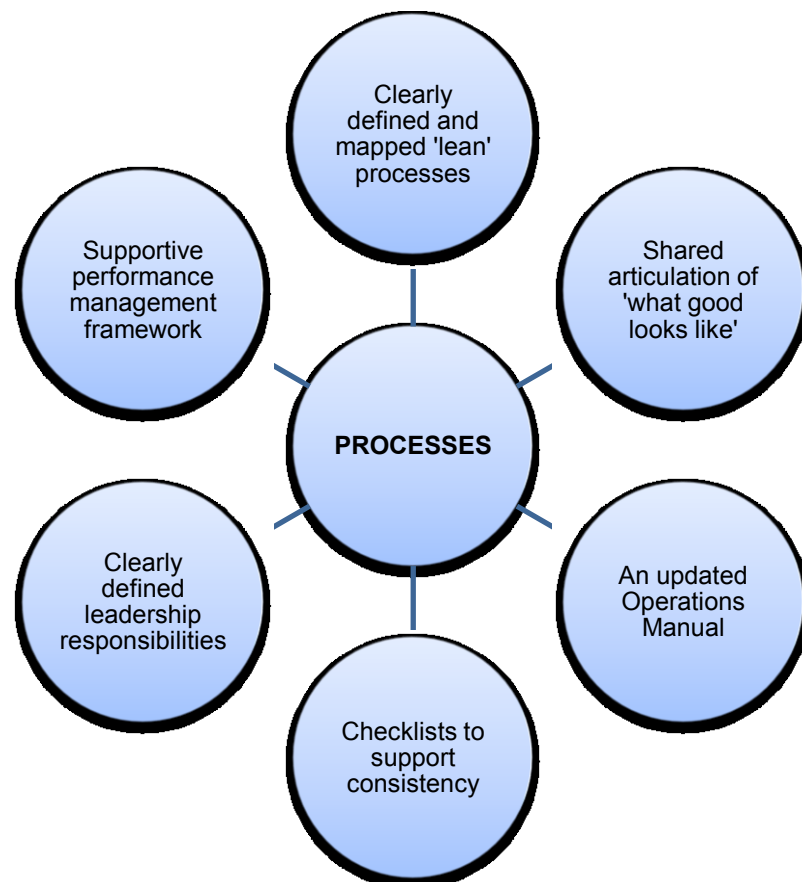 Clearly
defined and
mapped 'lean'
processes
Shared
articulation of
'what good
looks like'
An updated
Operations
Manual
Checklists to
support
consistency
Clearly
defined
leadership
responsibilities
Supportive
performance
management
framework
PROCESSES